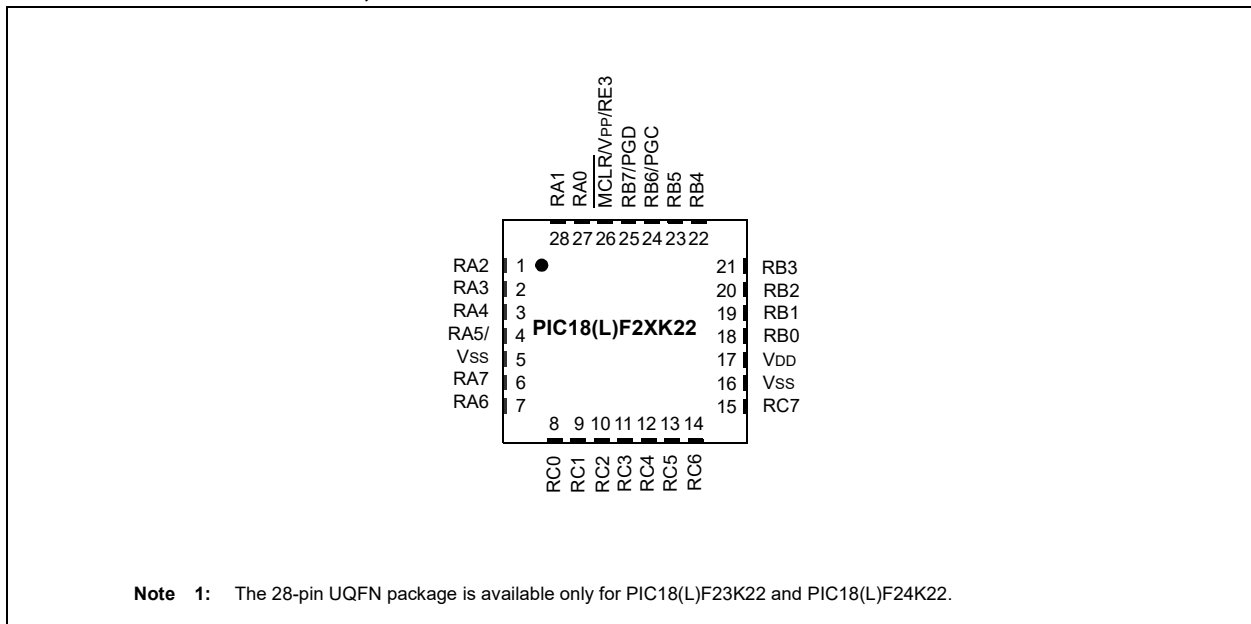 RA1
RA0
MCLR/VPP/RE3
RB7/PGD
RB6/PGC
RB5
RB4
28 27 26 25 24 23 22
RA2 1 21 RB3
RA3 2 20 RB2
RA4 3 19 RB1
RA5/ 4 PIC18(L)F2XK22 18 RB0
VSS 5 17 VDD
RA7 6 16 VSS
RA6 7 15 RC7
8 9 10 11 12 13 14
RC0
RC1
RC2
RC3
RC4
RC5
RC6
Note 1: The 28-pin UQFN package is available only for PIC18(L)F23K22 and PIC18(L)F24K22.